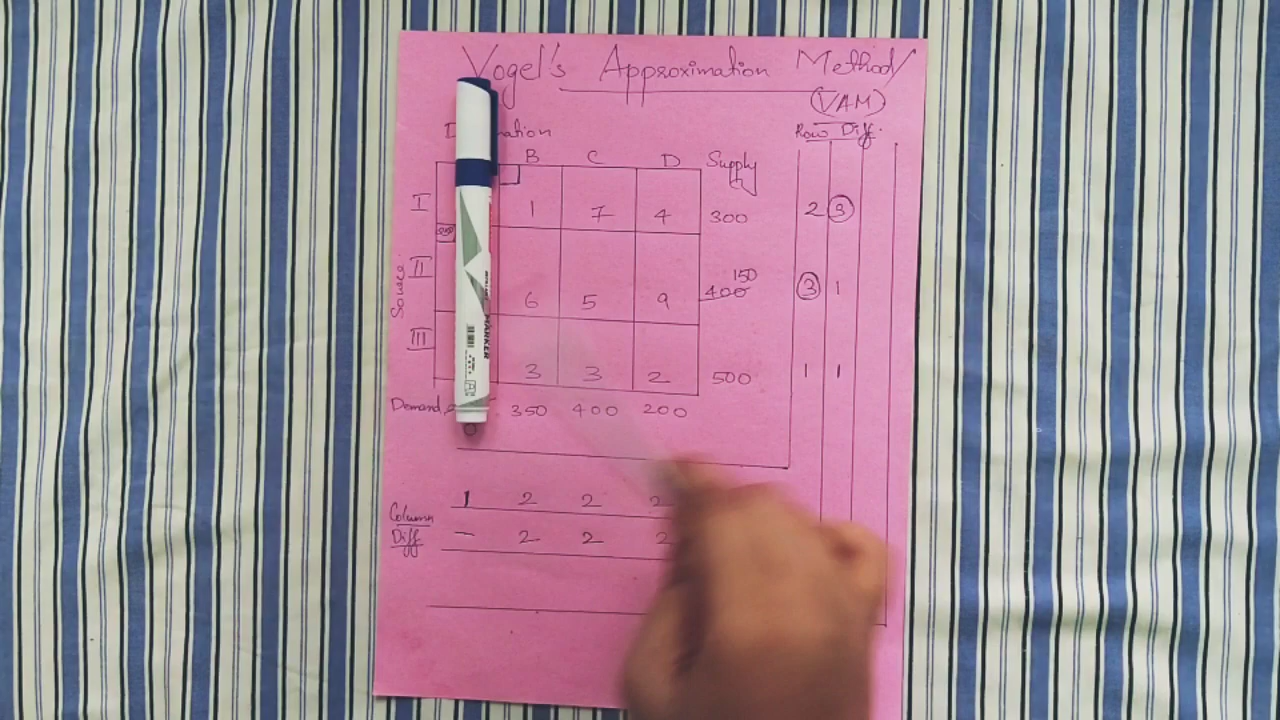 Vogel's Approximation Method
(VAM)
Row Diff.
B C D Supply
I 1 7 4 300 2 3
150
II 6 5 9 400 3 1
Source
III 3 3 2 500 1 1
Demand 350 400 200
0
1 2 2 2
Column
Diff - 2 2 2
MARKER